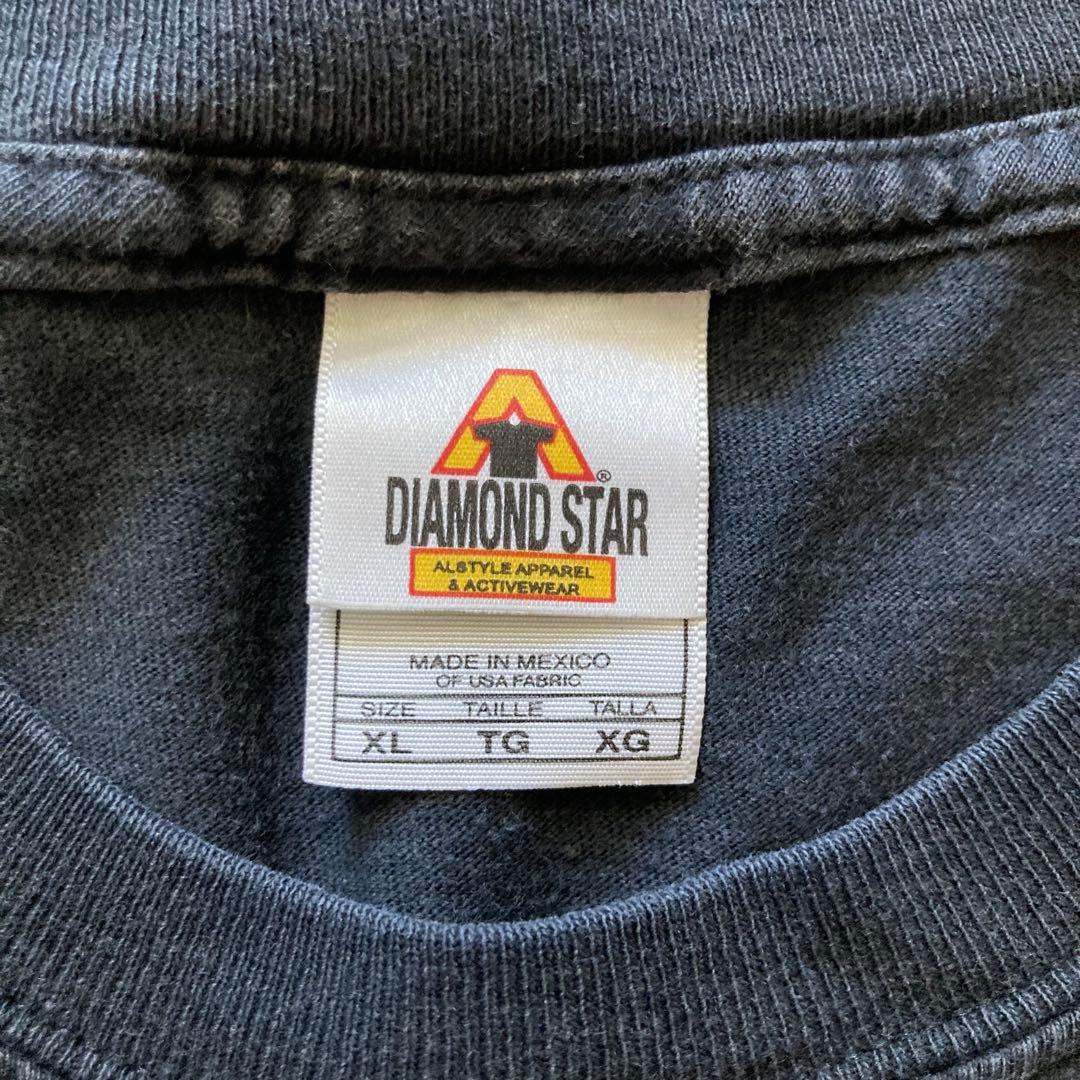 DIAMOND STAR®
ALSTYLE APPAREL
& ACTIVEWEAR
MADE IN MEXICO
OF USA FABRIC
SIZE TAILLE TALLA
XL TG XG